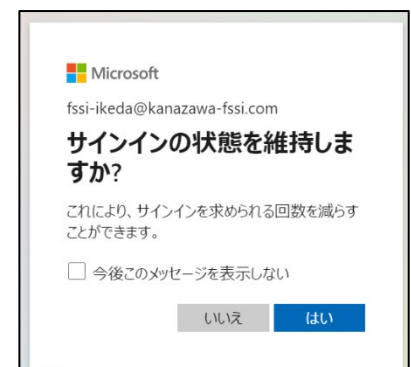 Microsoft
fssi-ikeda@kanazawa-fssi.com
サインインの状態を維持しま
すか?
これにより、サインインを求められる回数を減らす
ことができます。
今後このメッセージを表示しない
いいえ
はい